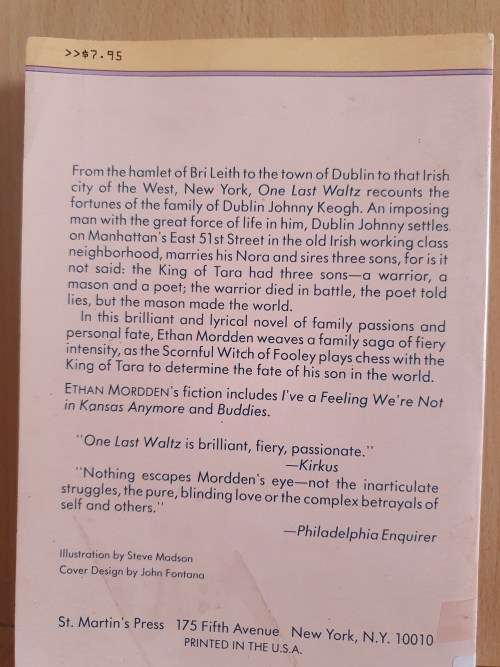 >>$7.95
From the hamlet of Bri Leith to the town of Dublin to that Irish
city of the West, New York, One Last Waltz recounts the
fortunes of the family of Dublin Johnny Keogh. An imposing
man with the great force of life in him, Dublin Johnny settles
on Manhattan's East 51st Street in the old Irish working class
neighborhood, marries his Nora and sires three sons, for is it
not said: the King of Tara had three sons—a warrior, a
mason and a poet; the warrior died in battle, the poet told
lies, but the mason made the world.
In this brilliant and lyrical novel of family passions and
personal fate, Ethan Mordden weaves a family saga of fiery
intensity, as the Scornful Witch of Fooley plays chess with the
King of Tara to determine the fate of his son in the world.
ETHAN MORDDEN's fiction includes I've a Feeling We're Not
in Kansas Anymore and Buddies.
"One Last Waltz is brilliant, fiery, passionate."
—Kirkus
"Nothing escapes Mordden's eye—not the inarticulate
struggles, the pure, blinding love or the complex betrayals of
self and others."
—Philadelphia Enquirer
Illustration by Steve Madson
Cover Design by John Fontana
St. Martin's Press 175 Fifth Avenue New York, N.Y. 10010
PRINTED IN THE U.S.A.